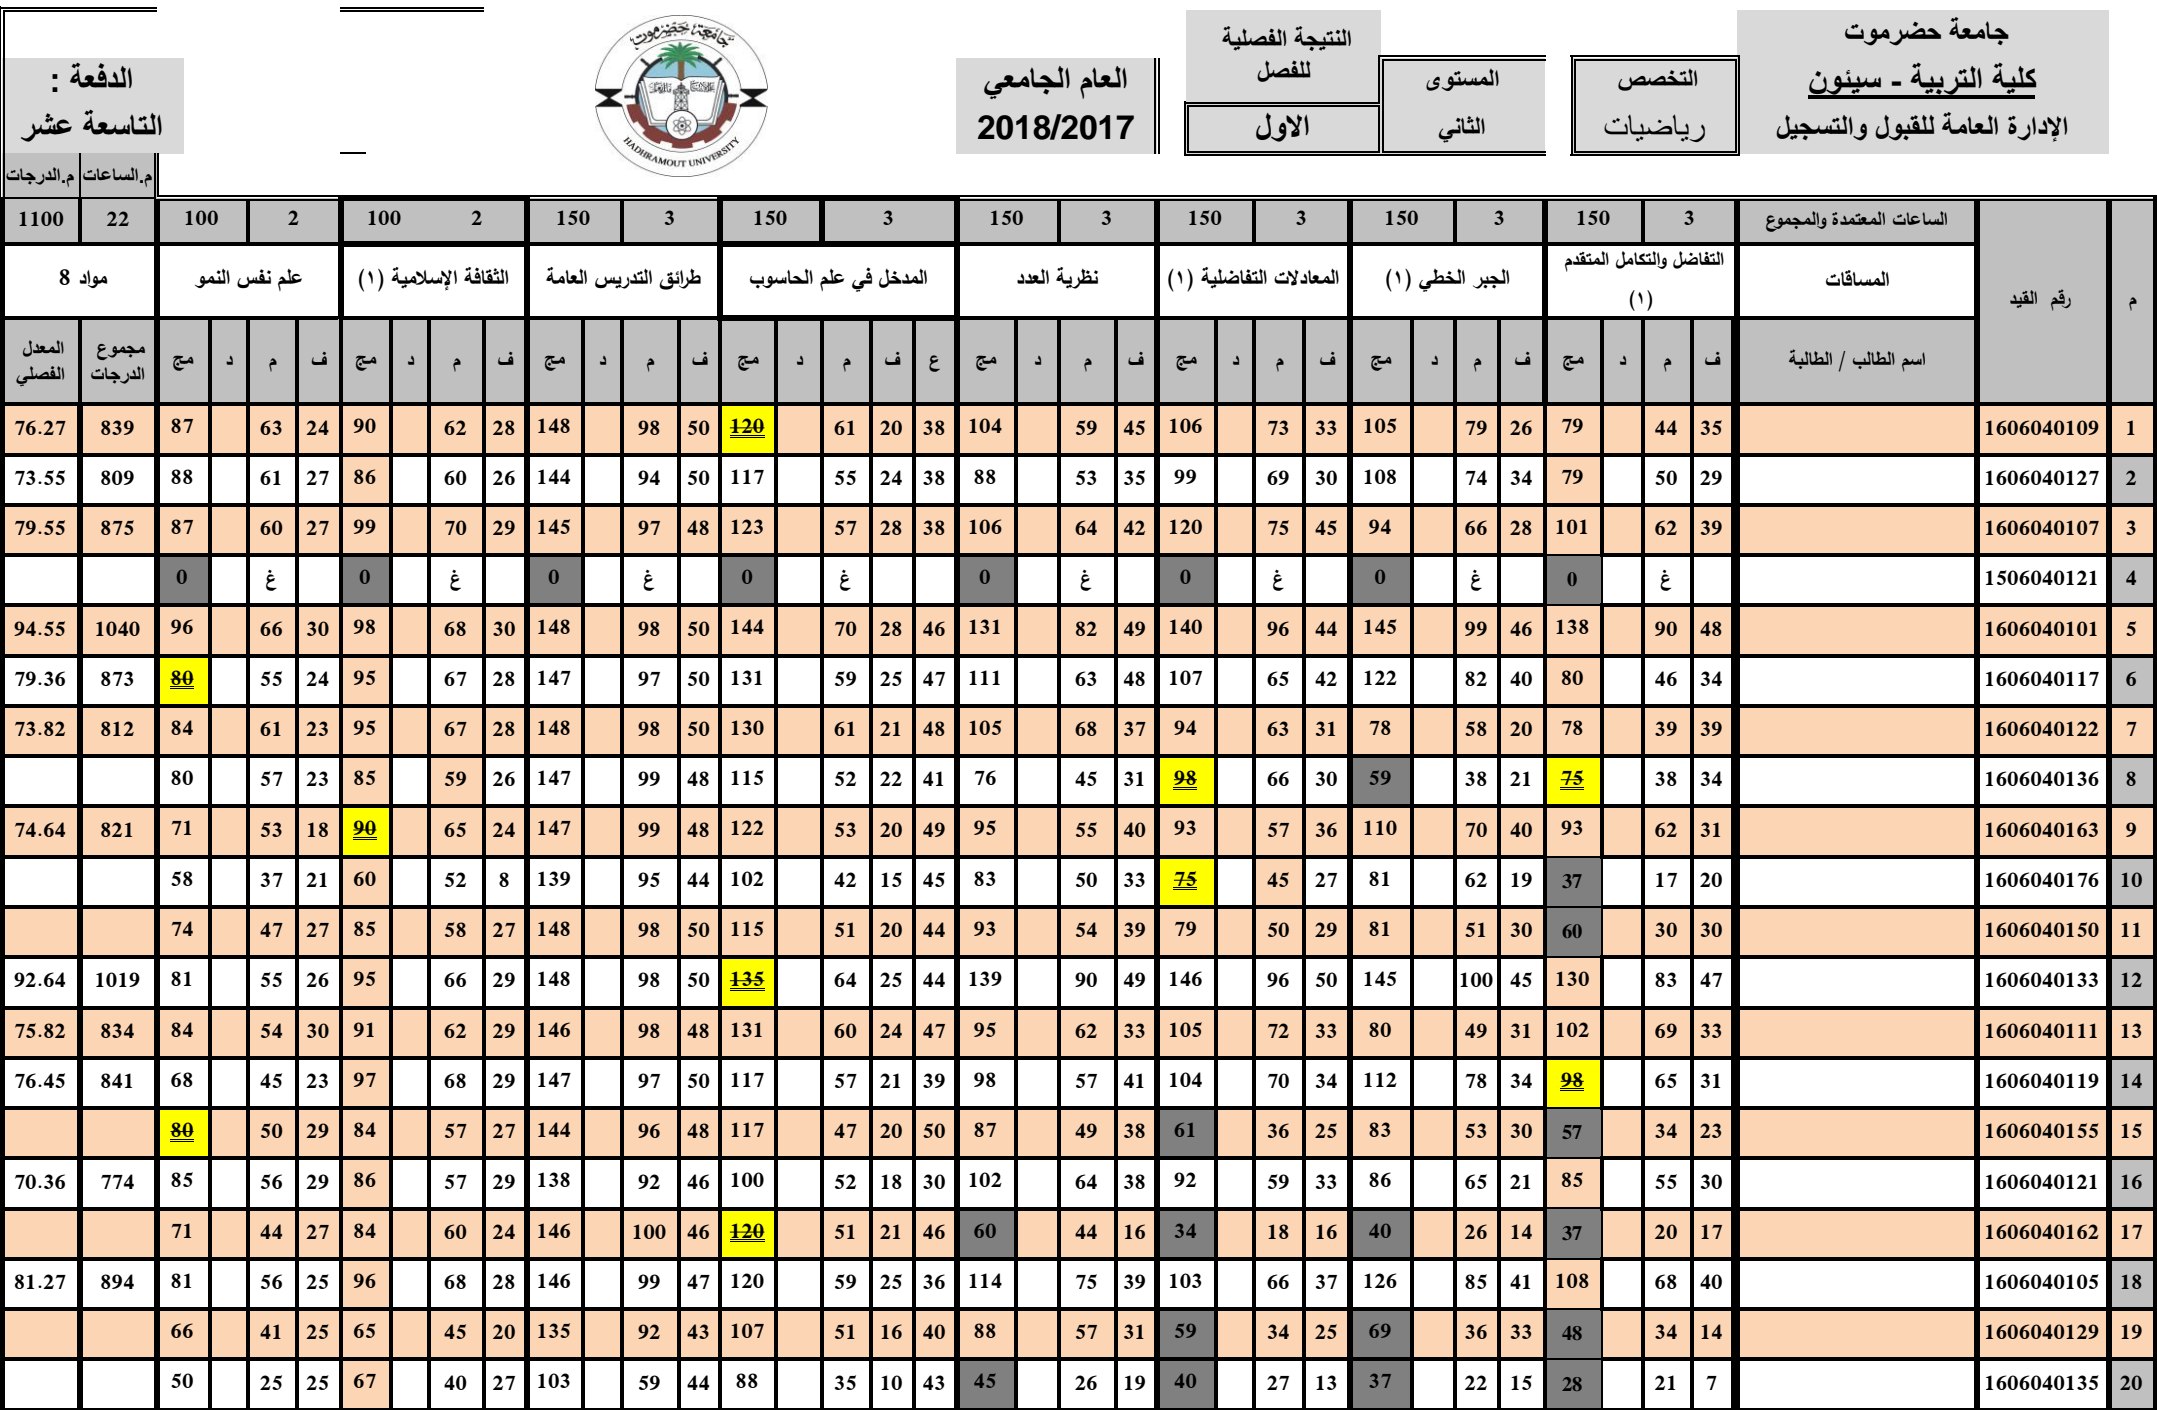 جامعة حضرموت
كلية التربية - سيئون
الإدارة العامة للقبول والتسجيل
التخصص
رياضيات
المستوى
الثاني
النتيجة الفصلية
للفصل
الاول
العام الجامعي
2018/2017
جامعة حضرموت
HADHRAMOUT UNIVERSITY
الدفعة :
التاسعة عشر
م.الساعات م.الدرجات
م رقم القيد الساعات المعتمدة والمجموع 3 150 3 150 3 150 3 150 3 150 3 150 2 100 2 100 22 1100
المساقات التفاضل والتكامل المتقدم (١) الجبر الخطي (١) المعادلات التفاضلية (١) نظرية العدد المدخل في علم الحاسوب طرائق التدريس العامة الثقافة الإسلامية (١) علم نفس النمو 8 مواد
اسم الطالب / الطالبة ف م د مج ف م د مج ف م د مج ف م د مج ع ف م د مج ف م د مج ف م د مج ف م د مج مجموع الدرجات المعدل الفصلي
1 1606040109 35 44 79 26 79 105 33 73 106 45 59 104 38 20 61 120 50 98 148 28 62 90 24 63 87 839 76.27
2 1606040127 29 50 79 34 74 108 30 69 99 35 53 88 38 24 55 117 50 94 144 26 60 86 27 61 88 809 73.55
3 1606040107 39 62 101 28 66 94 45 75 120 42 64 106 38 28 57 123 48 97 145 29 70 99 27 60 87 875 79.55
4 1506040121 غ 0 غ 0 غ 0 غ 0 غ 0 غ 0 غ 0 غ 0
5 1606040101 48 90 138 46 99 145 44 96 140 49 82 131 46 28 70 144 50 98 148 30 68 98 30 66 96 1040 94.55
6 1606040117 34 46 80 40 82 122 42 65 107 48 63 111 47 25 59 131 50 97 147 28 67 95 24 55 80 873 79.36
7 1606040122 39 39 78 20 58 78 31 63 94 37 68 105 48 21 61 130 50 98 148 28 67 95 23 61 84 812 73.82
8 1606040136 34 38 75 21 38 59 30 66 98 31 45 76 41 22 52 115 48 99 147 26 59 85 23 57 80
9 1606040163 31 62 93 40 70 110 36 57 93 40 55 95 49 20 53 122 48 99 147 24 65 90 18 53 71 821 74.64
10 1606040176 20 17 37 19 62 81 27 45 75 33 50 83 45 15 42 102 44 95 139 8 52 60 21 37 58
11 1606040150 30 30 60 30 51 81 29 50 79 39 54 93 44 20 51 115 50 98 148 27 58 85 27 47 74
12 1606040133 47 83 130 45 100 145 50 96 146 49 90 139 44 25 64 135 50 98 148 29 66 95 26 55 81 1019 92.64
13 1606040111 33 69 102 31 49 80 33 72 105 33 62 95 47 24 60 131 48 98 146 29 62 91 30 54 84 834 75.82
14 1606040119 31 65 98 34 78 112 34 70 104 41 57 98 39 21 57 117 50 97 147 29 68 97 23 45 68 841 76.45
15 1606040155 23 34 57 30 53 83 25 36 61 38 49 87 50 20 47 117 48 96 144 27 57 84 29 50 80
16 1606040121 30 55 85 21 65 86 33 59 92 38 64 102 30 18 52 100 46 92 138 29 57 86 29 56 85 774 70.36
17 1606040162 17 20 37 14 26 40 16 18 34 16 44 60 46 21 51 120 46 100 146 24 60 84 27 44 71
18 1606040105 40 68 108 41 85 126 37 66 103 39 75 114 36 25 59 120 47 99 146 28 68 96 25 56 81 894 81.27
19 1606040129 14 34 48 33 36 69 25 34 59 31 57 88 40 16 51 107 43 92 135 20 45 65 25 41 66
20 1606040135 7 21 28 15 22 37 13 27 40 19 26 45 43 10 35 88 44 59 103 27 40 67 25 25 50